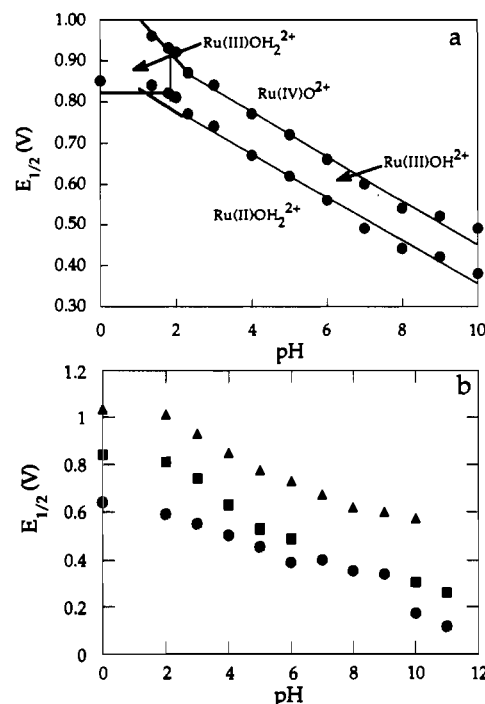 a
1.00
0.90
0.80
0.70
0.60
0.50
0.40
0.30
E1/2 (V)
Ru(III)OH2 2+
Ru(IV)O2+
Ru(III)OH2+
Ru(II)OH2 2+
0 2 4 6 8 10
pH
b
1.2
1
0.8
0.6
0.4
0.2
0
E1/2 (V)
0 2 4 6 8 10 12
pH